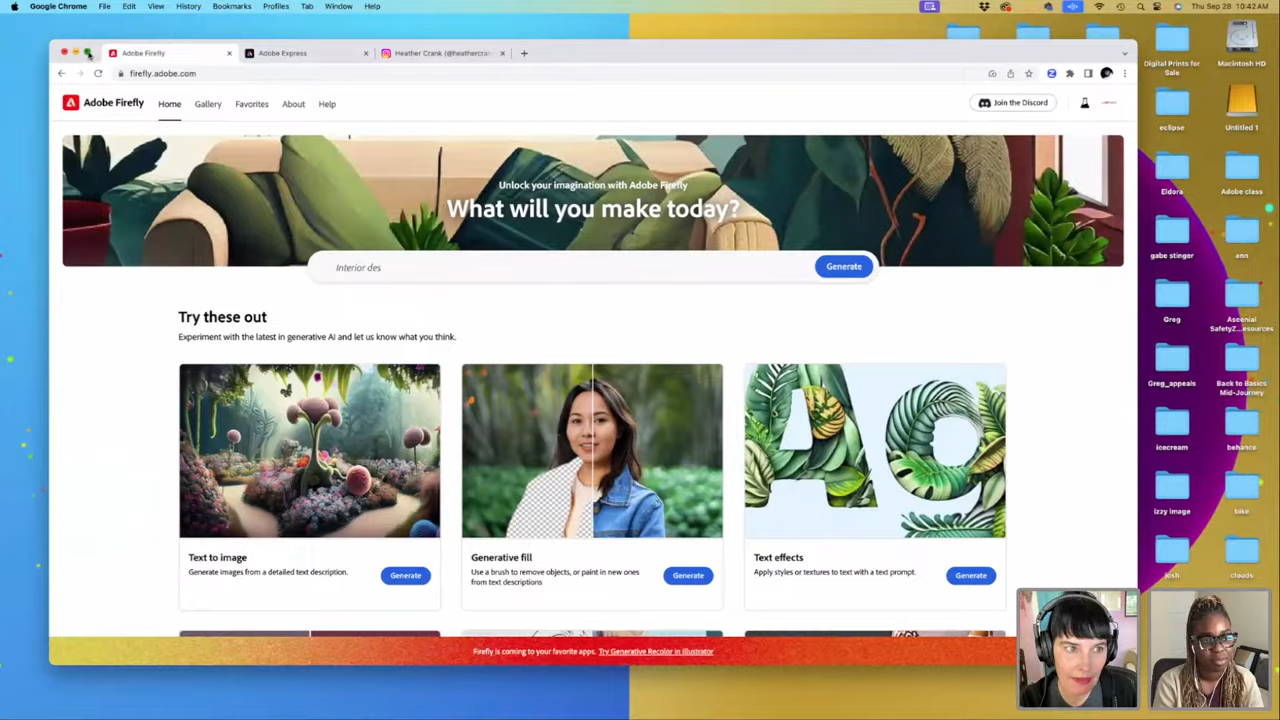 Google Chrome File Edit View History Bookmarks Profiles Tab Window Help
Thu Sep 28 10:42 AM
Adobe Firefly
Adobe Express
Heather Crank (@heathercran
firefly.adobe.com
Adobe Firefly Home Gallery Favorites About Help
Join the Discord
Unlock your imagination with Adobe Firefly
What will you make today?
Interior des
Generate
Try these out
Experiment with the latest in generative AI and let us know what you think.
Text to image
Generate images from a detailed text description.
Generate
Generative fill
Use a brush to remove objects, or paint in new ones
from text descriptions
Generate
Text effects
Apply styles or textures to text with a text prompt.
Generate
Firefly is coming to your favorite apps. Try Generative Recolor in Illustrator
Digital Prints for
Sale
Macintosh HD
eclipse
Untitled 1
Eldora
Adobe class
gabe stinger
ann
Greg
Ascenial
SafetyZ...esources
Greg_appeals
Back to Basics
Mid-Journey
icecream
behance
Izzy image
bike
josh
clouds